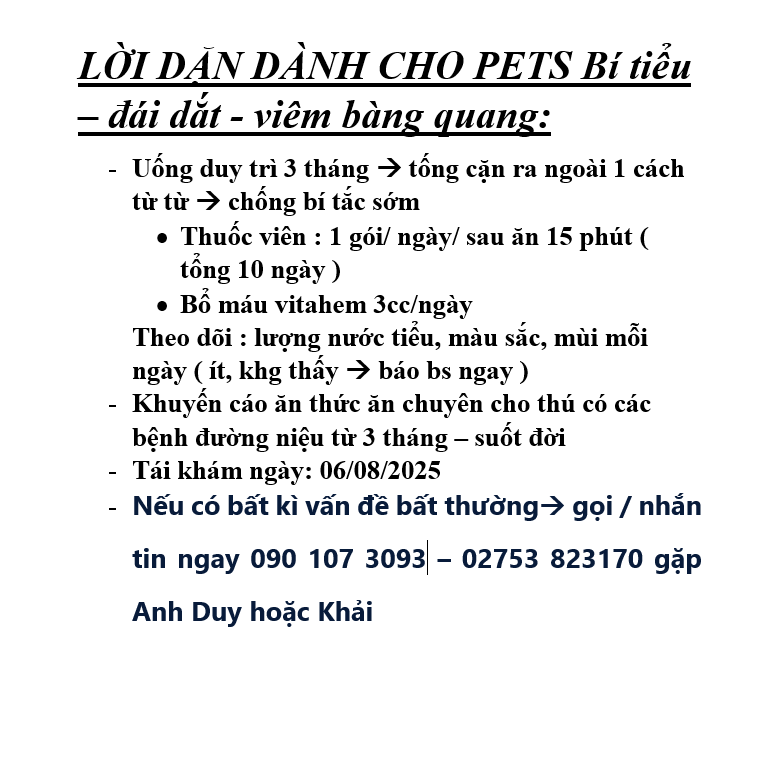 LỜI DẶN DÀNH CHO PETS Bí tiểu
– đái dắt - viêm bàng quang:
- Uống duy trì 3 tháng → tống cặn ra ngoài 1 cách
từ từ → chống bí tắc sớm
• Thuốc viên : 1 gói/ ngày/ sau ăn 15 phút (
tổng 10 ngày )
• Bổ máu vitahem 3cc/ngày
Theo dõi : lượng nước tiểu, màu sắc, mùi mỗi
ngày ( ít, khg thấy → báo bs ngay )
- Khuyến cáo ăn thức ăn chuyên cho thú có các
bệnh đường niệu từ 3 tháng – suốt đời
- Tái khám ngày: 06/08/2025
- Nếu có bất kì vấn đề bất thường→ gọi / nhắn
tin ngay 090 107 3093 – 02753 823170 gặp
Anh Duy hoặc Khải